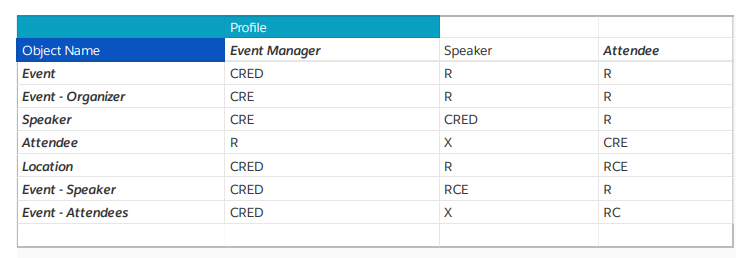 Profile
Object Name Event Manager Speaker Attendee
Event CRED R R
Event - Organizer CRE R R
Speaker CRE CRED R
Attendee R X CRE
Location CRED R RCE
Event - Speaker CRED RCE R
Event - Attendees CRED X RC